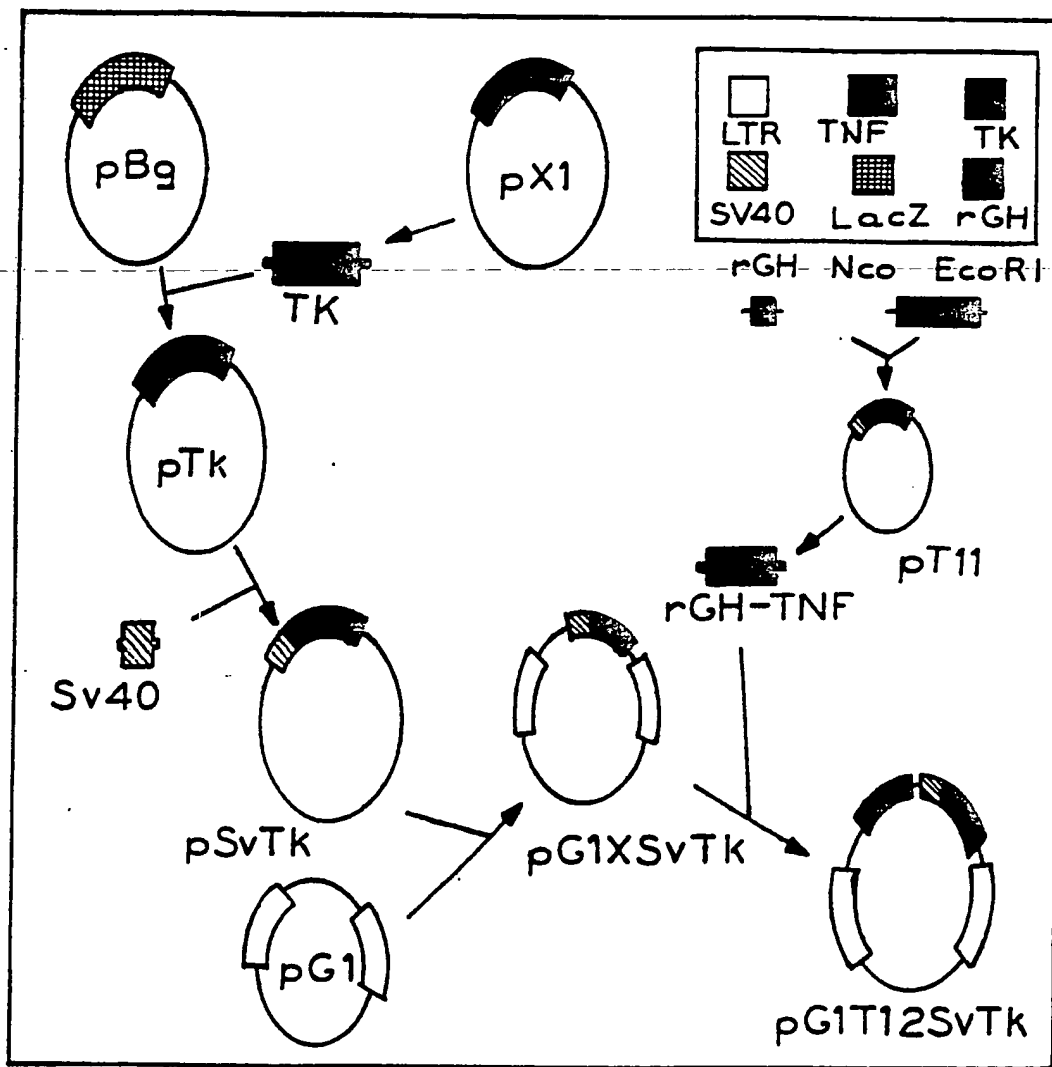 pBg
pX1
LTR TNF TK
SV40 LacZ rGH
rGH Nco EcoRI
TK
pTk
pT11
rGH-TNF
Sv40
pSvTk
pG1XSvTk
pG1
pG1T12SvTk